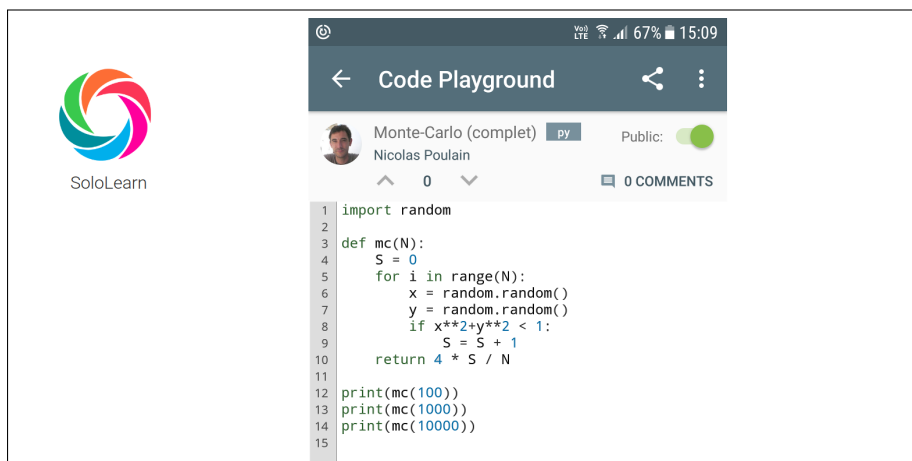 SoloLearn
Vo)) LTE 67% 15:09
Code Playground
Monte-Carlo (complet) py Public:
Nicolas Poulain
0 0 COMMENTS
1 import random
2
3 def mc(N):
4     S = 0
5     for i in range(N):
6         x = random.random()
7         y = random.random()
8         if x**2+y**2 < 1:
9             S = S + 1
10     return 4 * S / N
11
12 print(mc(100))
13 print(mc(1000))
14 print(mc(10000))
15